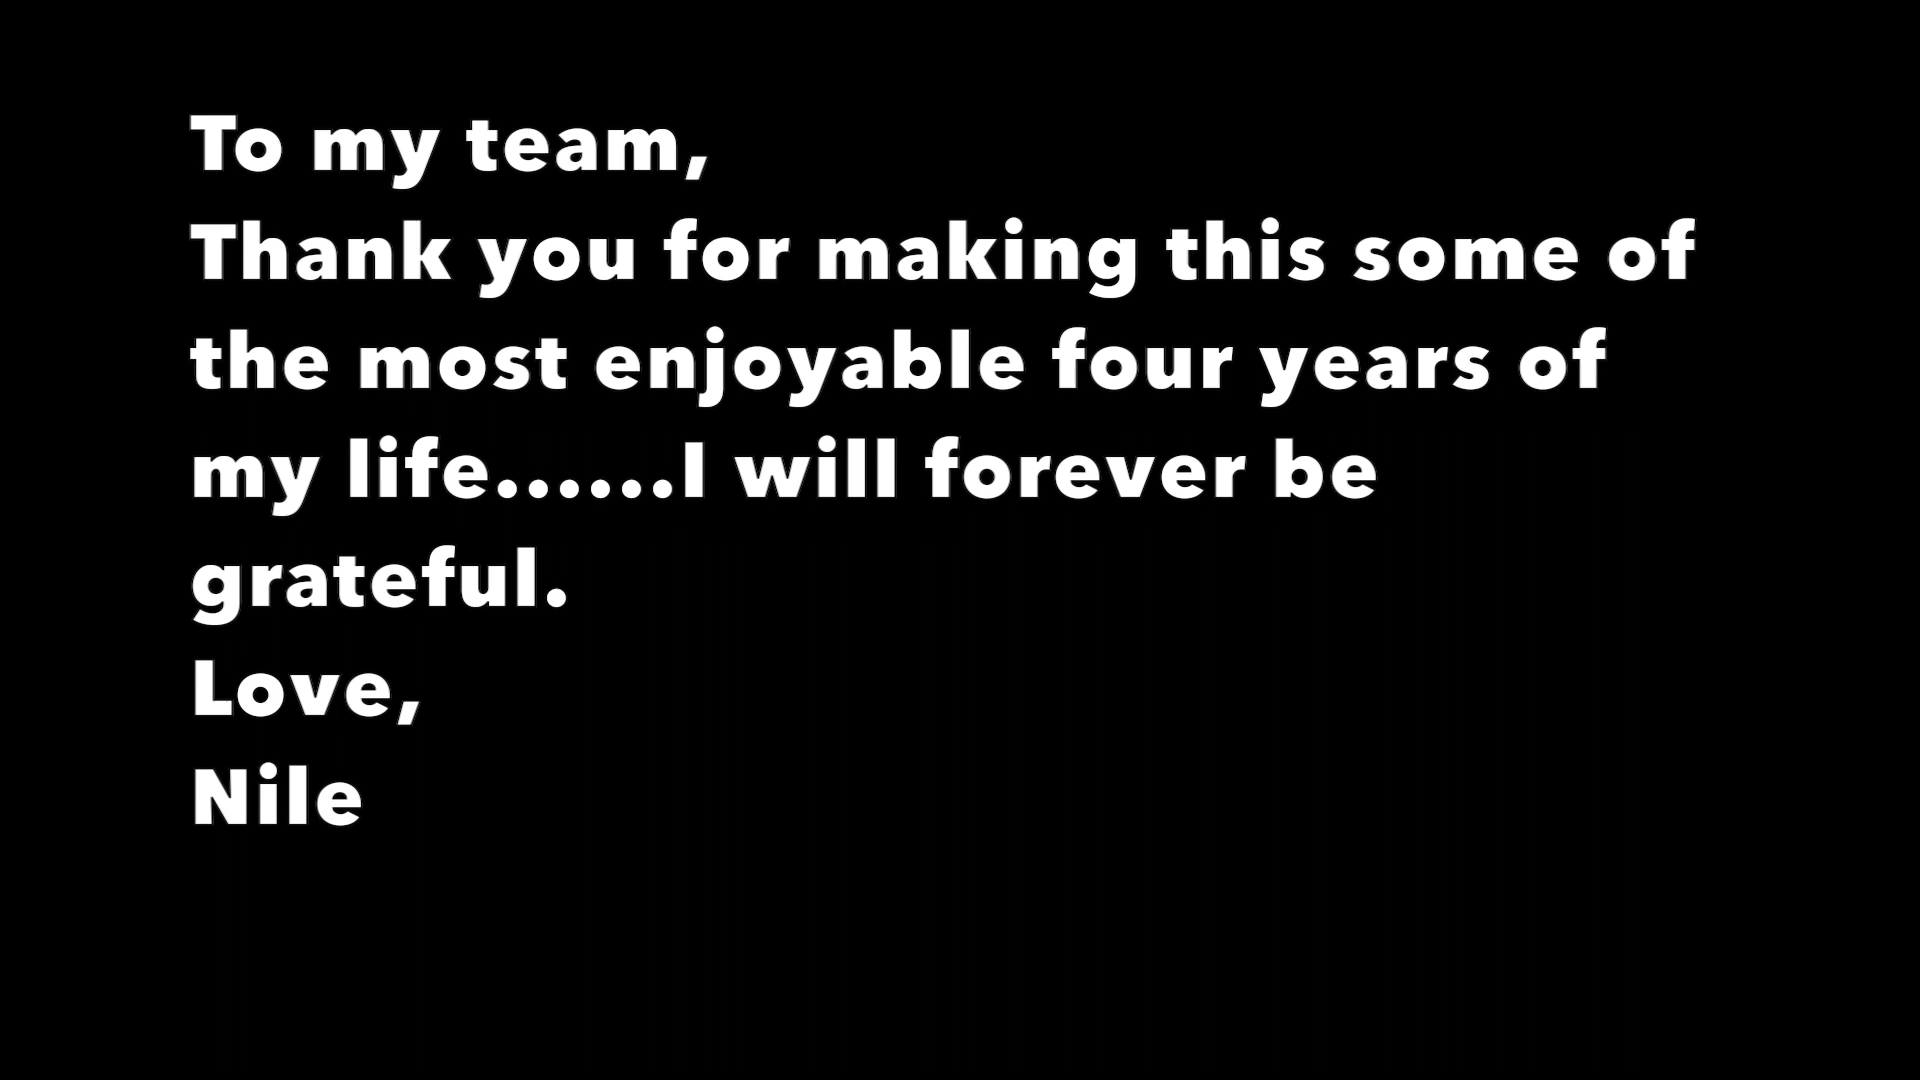 To my team,
Thank you for making this some of
the most enjoyable four years of
my life......I will forever be
grateful.
Love,
Nile